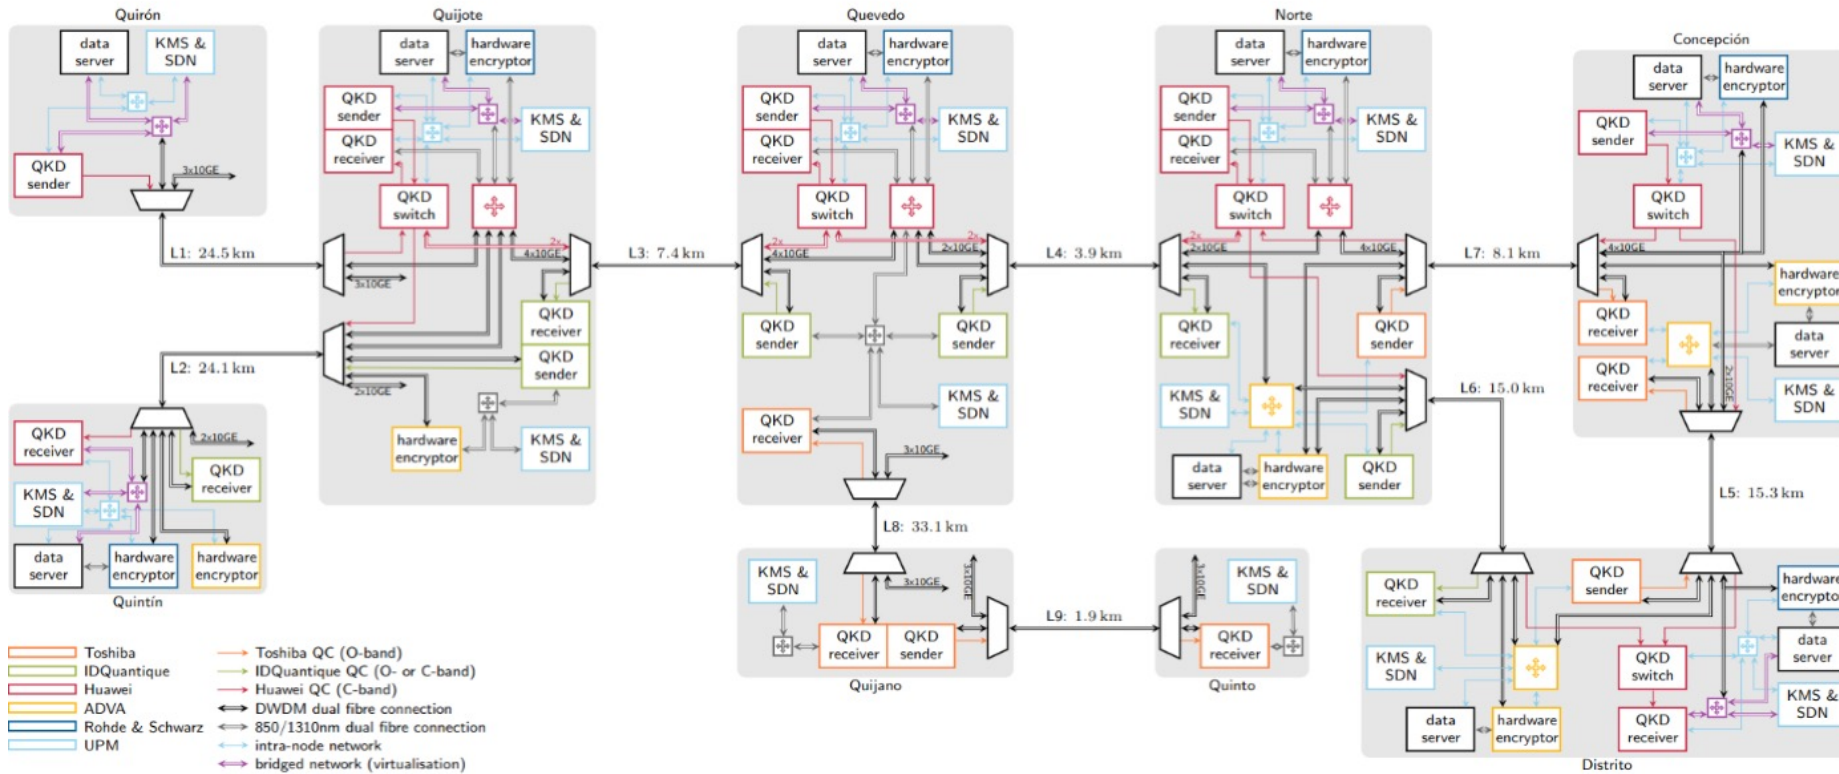 Quirón
data
server
KMS &
SDN
QKD
sender
3x10GE
L1: 24.5 km
L2: 24.1 km
QKD
receiver
2x10GE
QKD
receiver
KMS &
SDN
data
server
hardware
encryptor
hardware
encryptor
Quintín
Quijote
data
server
hardware
encryptor
QKD
sender
QKD
receiver
KMS &
SDN
QKD
switch
2x
4x10GE
3x10GE
QKD
receiver
QKD
sender
2x10GE
hardware
encryptor
KMS &
SDN
L3: 7.4 km
Quevedo
data
server
hardware
encryptor
QKD
sender
QKD
receiver
KMS &
SDN
QKD
switch
2x
2x
4x10GE
2x10GE
QKD
sender
QKD
sender
KMS &
SDN
QKD
receiver
3x10GE
L4: 3.9 km
L8: 33.1 km
Norte
data
server
hardware
encryptor
QKD
sender
QKD
receiver
KMS &
SDN
QKD
switch
2x
2x10GE
4x10GE
QKD
receiver
QKD
sender
KMS &
SDN
data
server
hardware
encryptor
QKD
sender
L7: 8.1 km
L6: 15.0 km
Concepción
data
server
hardware
encryptor
QKD
sender
KMS &
SDN
QKD
switch
4x10GE
hardware
encryptor
QKD
receiver
data
server
QKD
receiver
2x10GE
KMS &
SDN
L5: 15.3 km
KMS &
SDN
3x10GE
3x10GE
QKD
receiver
QKD
sender
Quijano
L9: 1.9 km
3x10GE
KMS &
SDN
QKD
receiver
Quinto
QKD
receiver
QKD
sender
hardware
encryptor
KMS &
SDN
QKD
switch
data
server
KMS &
SDN
data
server
hardware
encryptor
QKD
receiver
Distrito
Toshiba
IDQuantique
Huawei
ADVA
Rohde & Schwarz
UPM
Toshiba QC (O-band)
IDQuantique QC (O- or C-band)
Huawei QC (C-band)
DWDM dual fibre connection
850/1310nm dual fibre connection
intra-node network
bridged network (virtualisation)